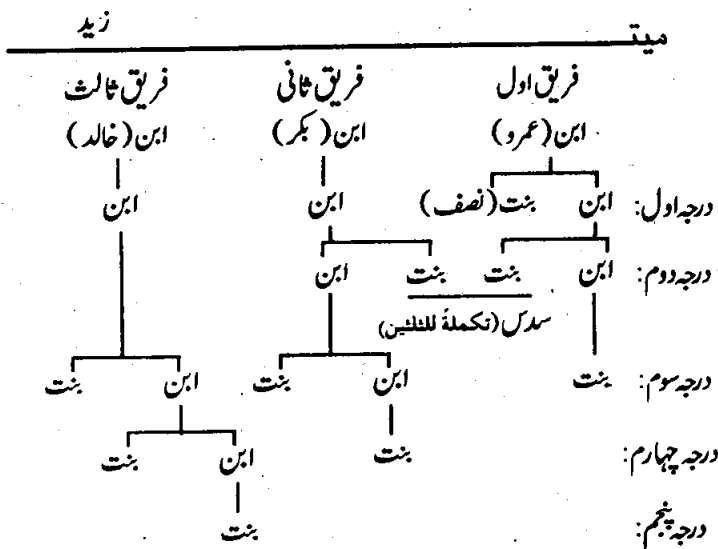 میت زید
فریق اول فریق ثانی فریق ثالث
ابن (عمرو) ابن (بکر) ابن (خالد)
درجہ اول: ابن بنت (نصف) ابن ابن
درجہ دوم: ابن بنت بنت ابن
سدس (تکملةً للثلثین)
درجہ سوم: بنت ابن بنت ابن بنت
درجہ چہارم: بنت ابن بنت
درجہ پنجم: بنت